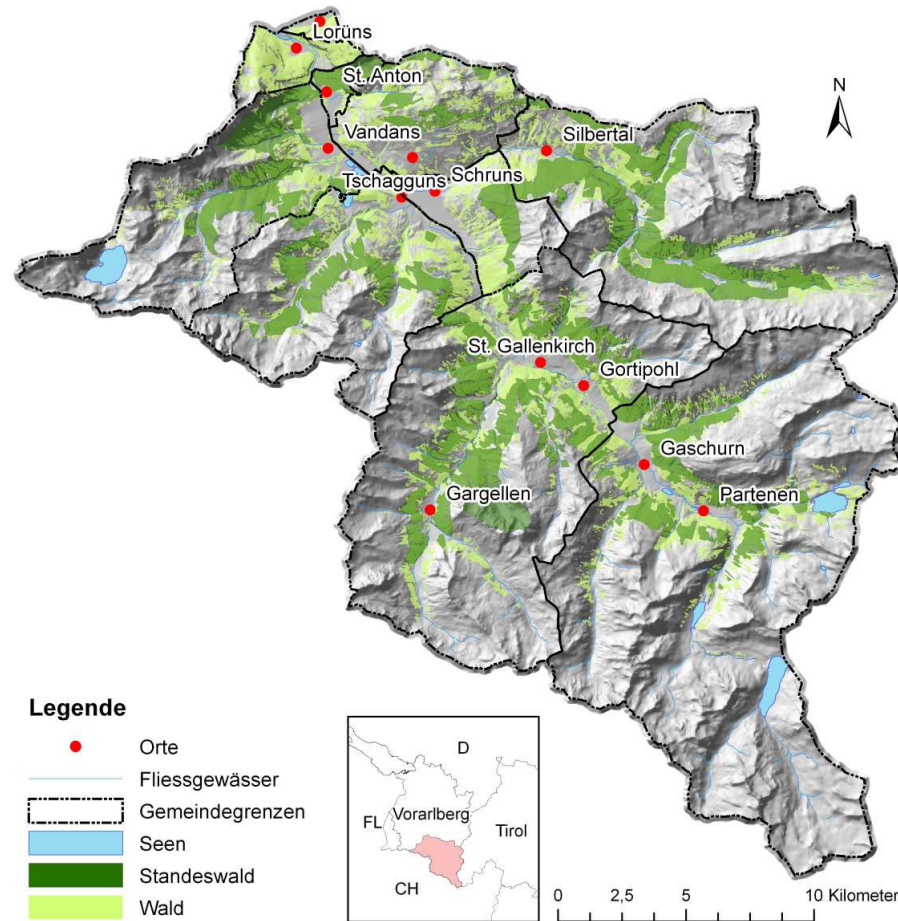 Lorüns
St. Anton
N
Vandans
Silbertal
Tschagguns
Schruns
St. Gallenkirch
Gortipohl
Gaschurn
Partenen
Gargellen
Legende
Orte
Fliessgewässer
Gemeindegrenzen
Seen
Standeswald
Wald
D
Vorarlberg
FL
Tirol
CH
0 2,5 5 10 Kilometer